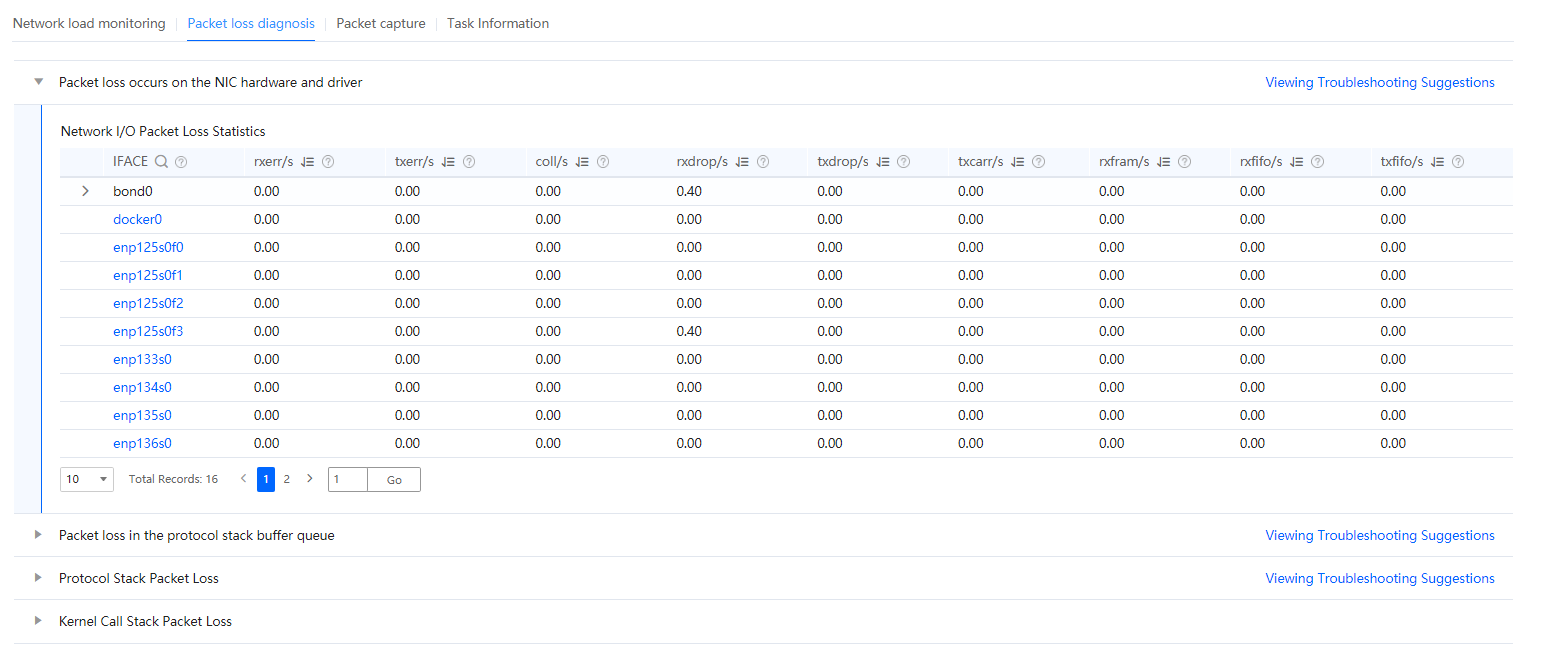 Network load monitoring Packet loss diagnosis Packet capture Task Information
Packet loss occurs on the NIC hardware and driver Viewing Troubleshooting Suggestions
Network I/O Packet Loss Statistics
IFACE rxerr/s txerr/s coll/s rxdrop/s txdrop/s txcarr/s rxfram/s rxfifo/s txfifo/s
bond0 0.00 0.00 0.00 0.40 0.00 0.00 0.00 0.00 0.00
docker0 0.00 0.00 0.00 0.00 0.00 0.00 0.00 0.00 0.00
enp125s0f0 0.00 0.00 0.00 0.00 0.00 0.00 0.00 0.00 0.00
enp125s0f1 0.00 0.00 0.00 0.00 0.00 0.00 0.00 0.00 0.00
enp125s0f2 0.00 0.00 0.00 0.00 0.00 0.00 0.00 0.00 0.00
enp125s0f3 0.00 0.00 0.00 0.40 0.00 0.00 0.00 0.00 0.00
enp133s0 0.00 0.00 0.00 0.00 0.00 0.00 0.00 0.00 0.00
enp134s0 0.00 0.00 0.00 0.00 0.00 0.00 0.00 0.00 0.00
enp135s0 0.00 0.00 0.00 0.00 0.00 0.00 0.00 0.00 0.00
enp136s0 0.00 0.00 0.00 0.00 0.00 0.00 0.00 0.00 0.00
10 Total Records: 16 < 1 2 > 1 Go
Packet loss in the protocol stack buffer queue Viewing Troubleshooting Suggestions
Protocol Stack Packet Loss Viewing Troubleshooting Suggestions
Kernel Call Stack Packet Loss